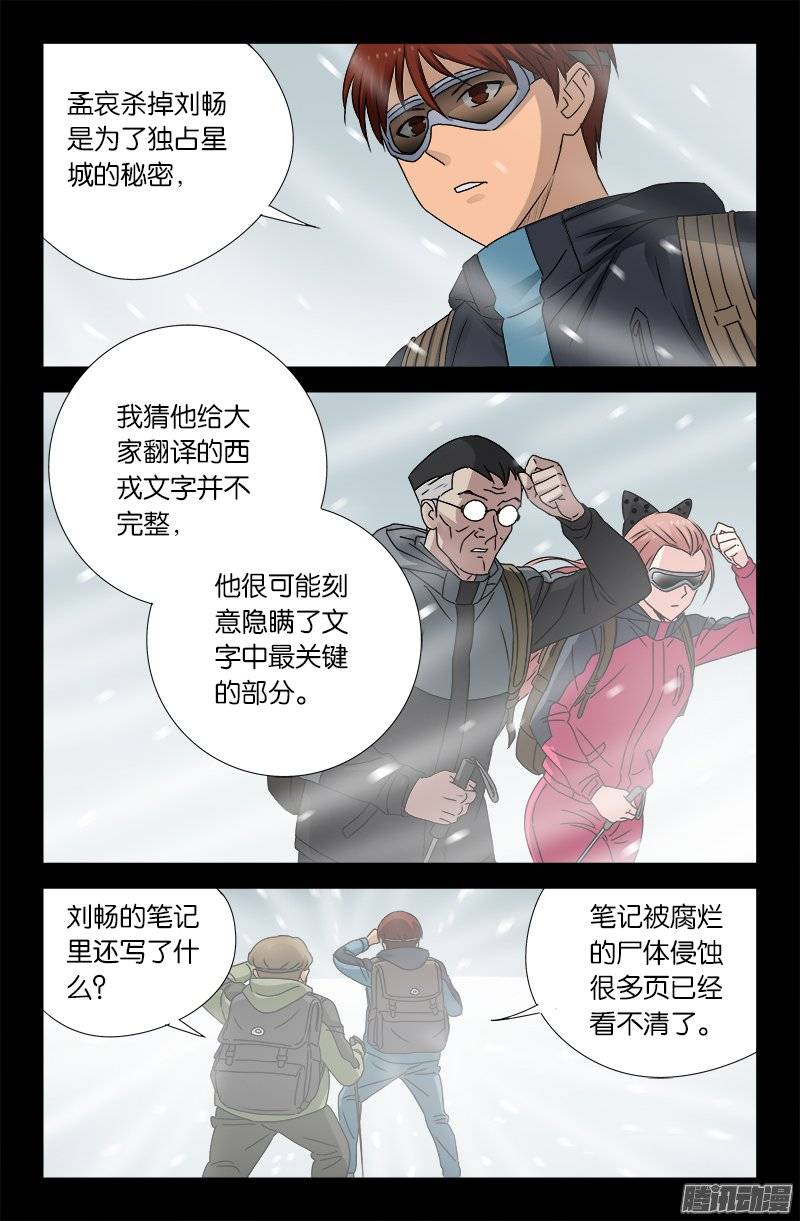 孟哀杀掉刘畅
是为了独占星
城的秘密，
我猜他给大
家翻译的西
戎文字并不
完整，
他很可能刻
意隐瞒了文
字中最关键
的部分。
刘畅的笔记
里还写了什
么？
笔记被腐烂
的尸体侵蚀
很多页已经
看不清了。
腾讯动漫